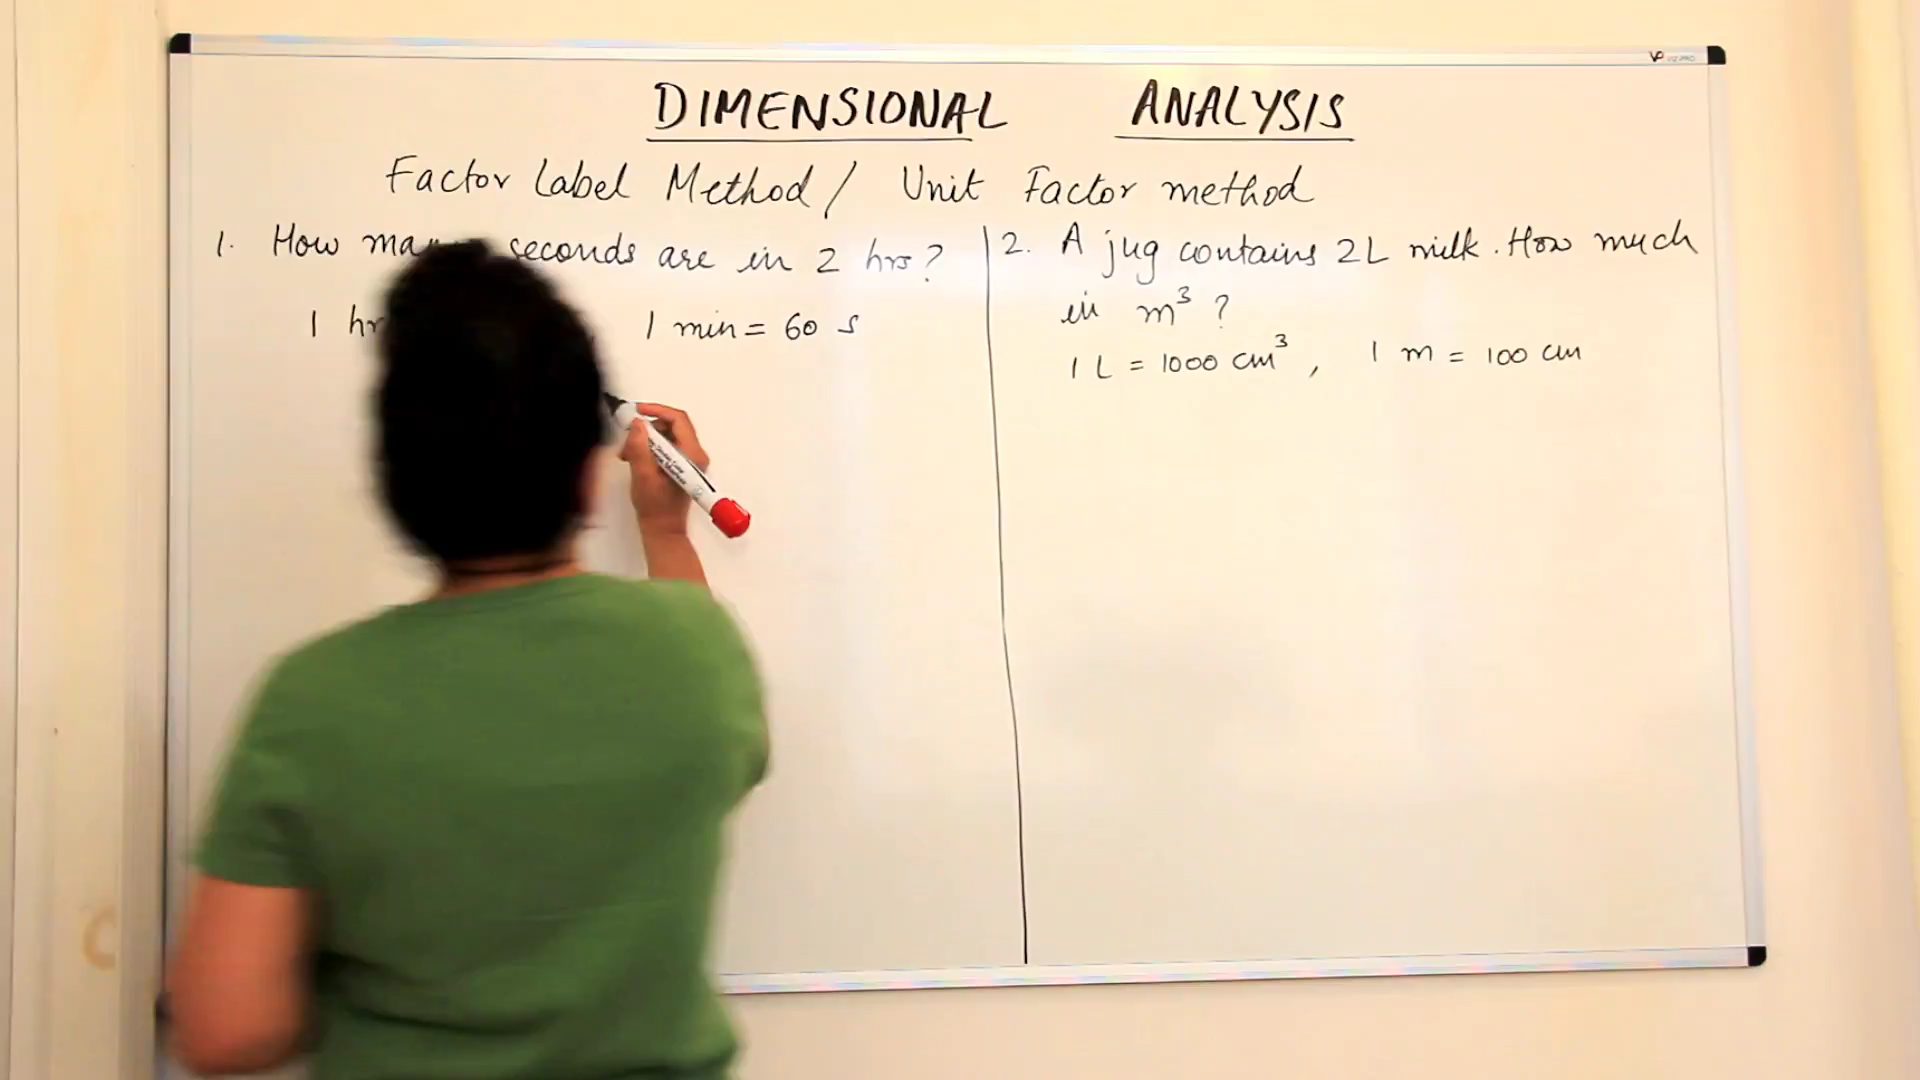 DIMENSIONAL ANALYSIS
Factor Label Method / Unit Factor method
1. How seconds are in 2 hrs?
1 hr 1 min = 60 s
2. A jug contains 2L milk. How much
in m³ ?
1 L = 1000 cm³ , 1 m = 100 cm